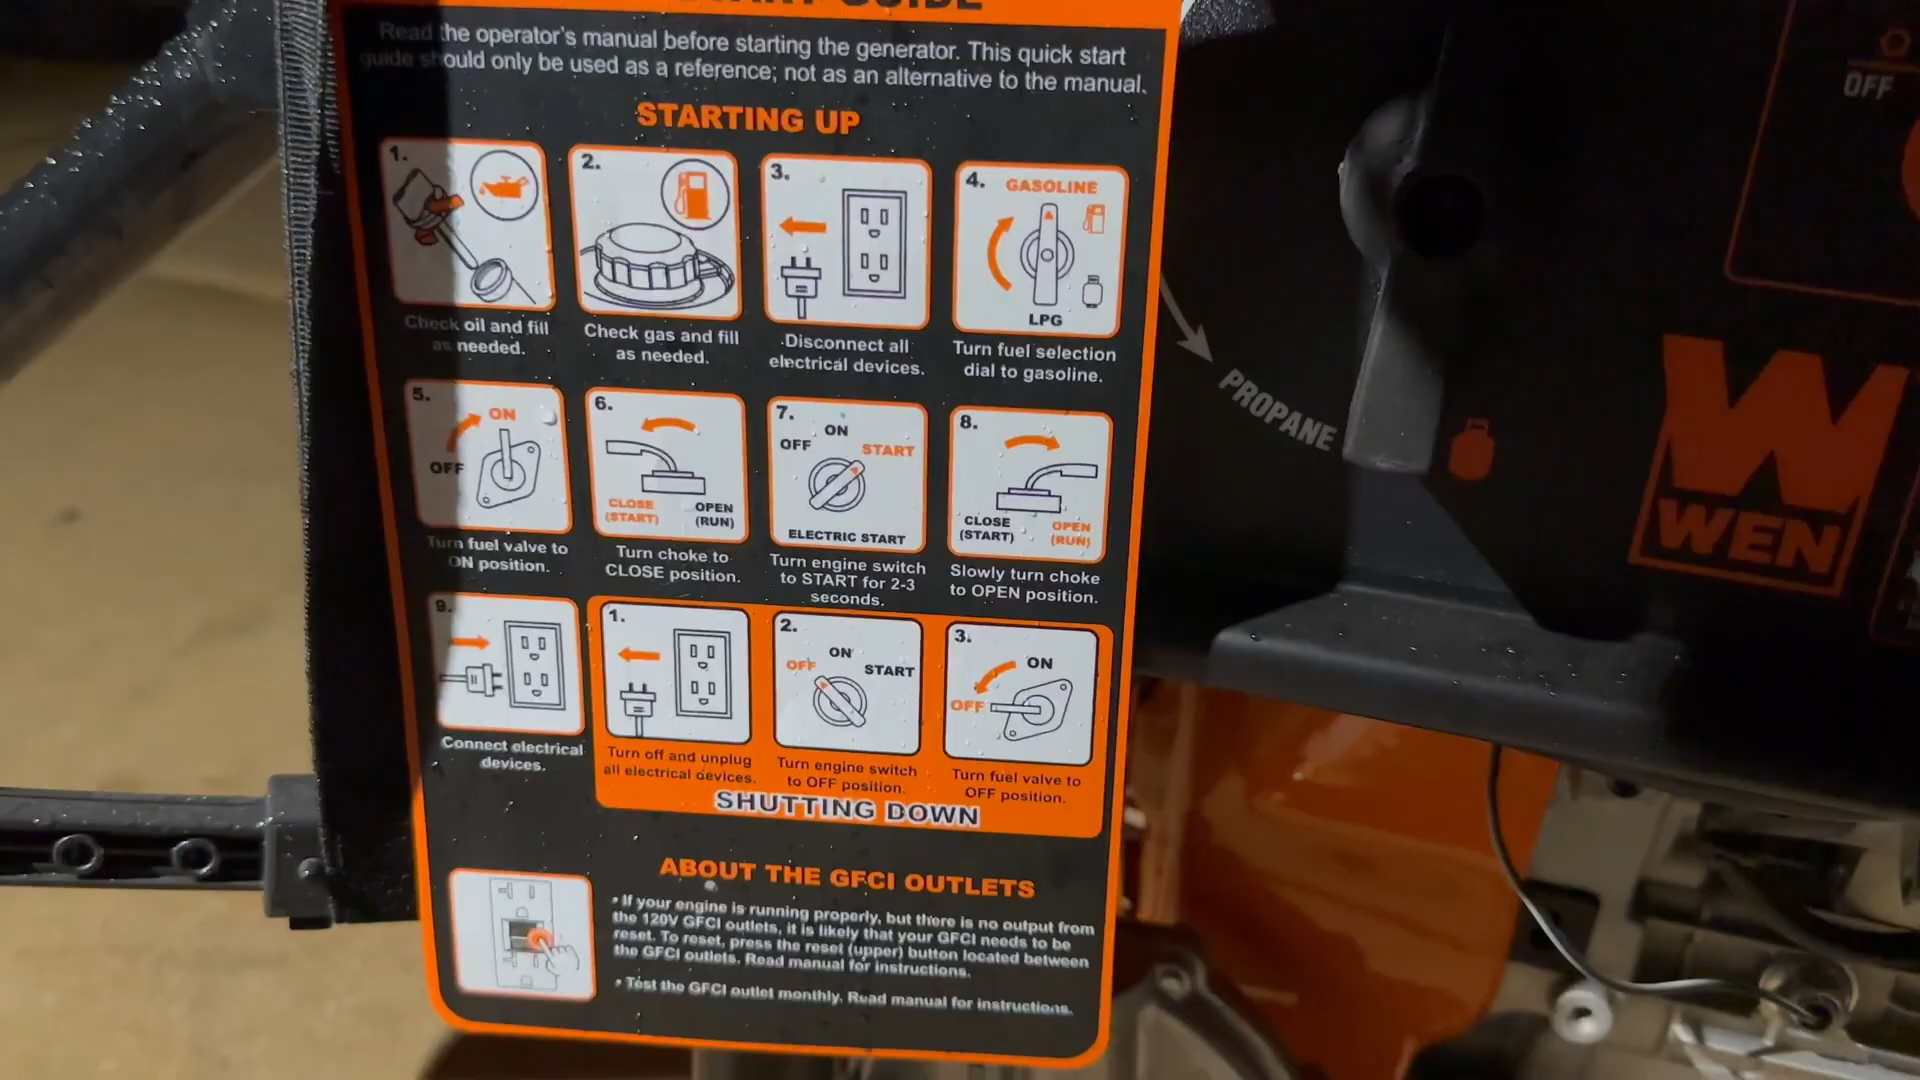 START GUIDE
Read the operator's manual before starting the generator. This quick start
guide should only be used as a reference; not as an alternative to the manual.
STARTING UP
1.
Check oil and fill
as needed.
2.
Check gas and fill
as needed.
3.
Disconnect all
electrical devices.
4.
GASOLINE
LPG
Turn fuel selection
dial to gasoline.
5.
ON
OFF
Turn fuel valve to
ON position.
6.
CLOSE
(START)
OPEN
(RUN)
Turn choke to
CLOSE position.
7.
ON
OFF
START
ELECTRIC START
Turn engine switch
to START for 2-3
seconds.
8.
CLOSE
(START)
OPEN
(RUN)
Slowly turn choke
to OPEN position.
9.
Connect electrical
devices.
1.
Turn off and unplug
all electrical devices.
2.
ON
OFF
START
Turn engine switch
to OFF position.
3.
ON
OFF
Turn fuel valve to
OFF position.
SHUTTING DOWN
ABOUT THE GFCI OUTLETS
• If your engine is running properly, but there is no output from
the 120V GFCI outlets, it is likely that your GFCI needs to be
reset. To reset, press the reset (upper) button located between
the GFCI outlets. Read manual for instructions.
• Test the GFCI outlet monthly. Read manual for instructions.
PROPANE
OFF
W
WEN